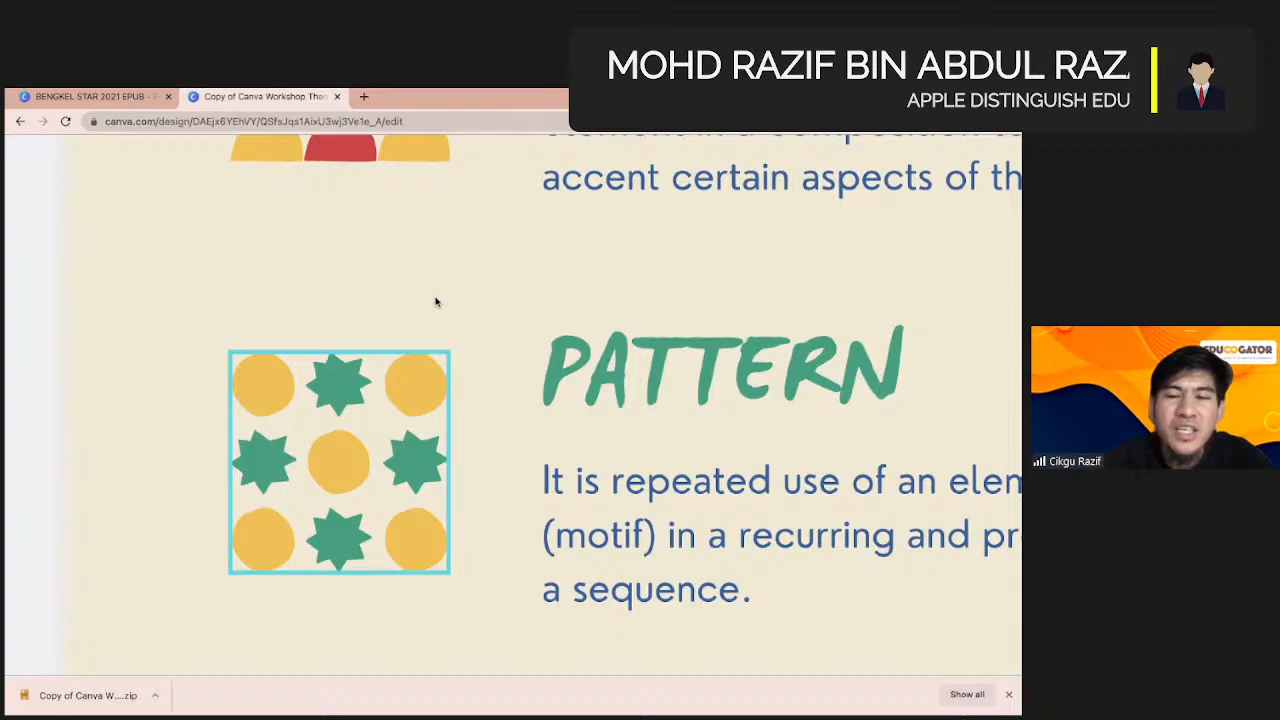 MOHD RAZIF BIN ABDUL RAZ
APPLE DISTINGUISH EDU
BENGKEL STAR 2021 EPUB -
Copy of Canva Workshop
canva.com/design/DAEjx6YEhVY/QSfsJqs1AixU3wj3Ve1e_A/edit
accent certain aspects of th
PATTERN
It is repeated use of an elem
(motif) in a recurring and pr
a sequence.
EDUCOGATOR
Cikgu Razif
Copy of Canva W....zip
Show all